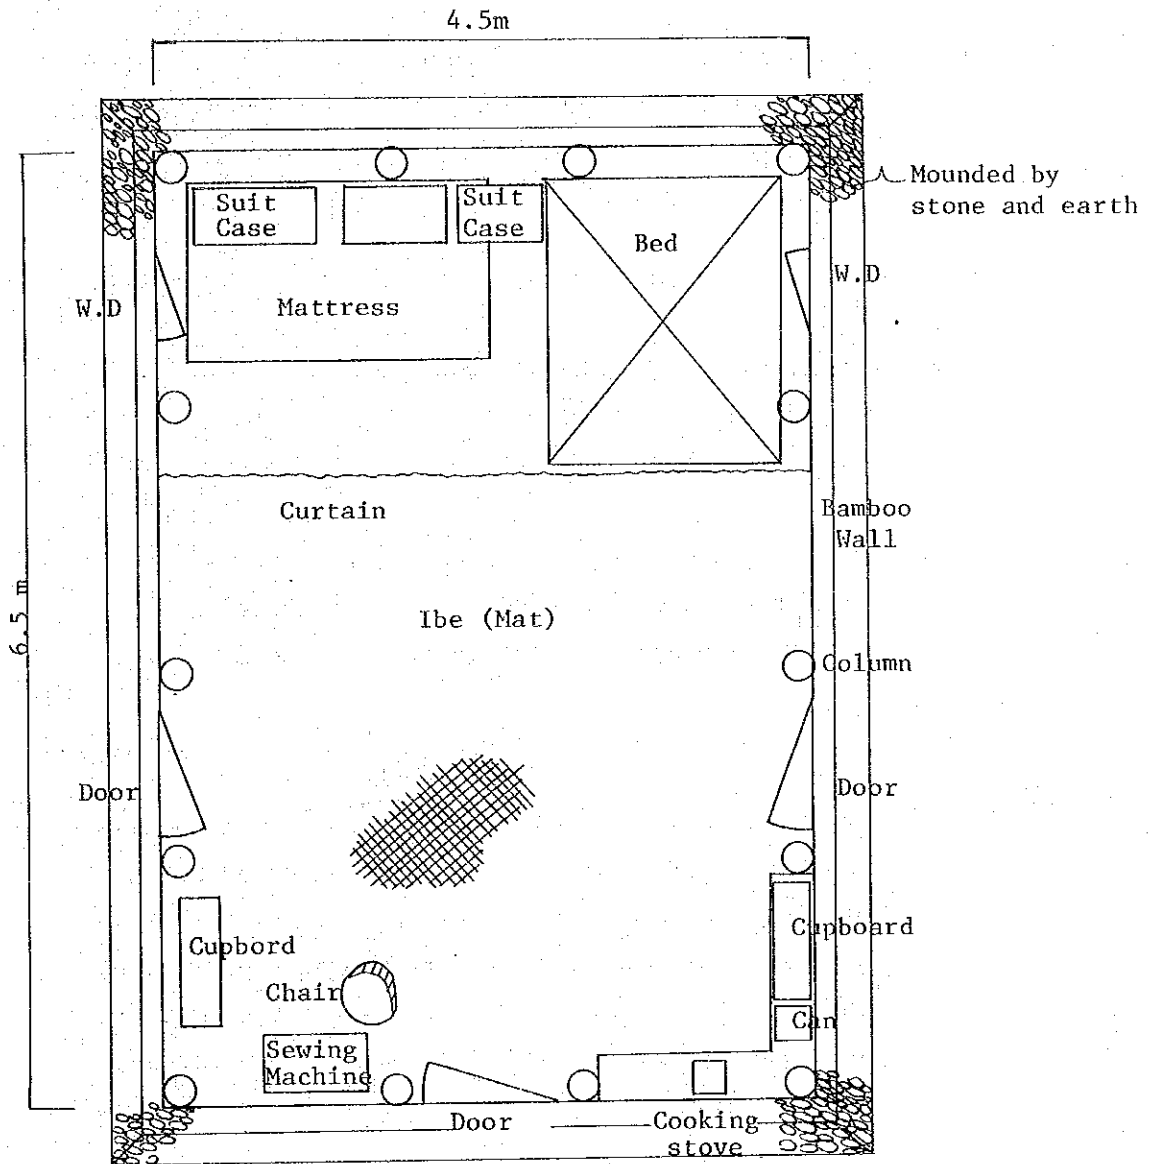 4.5m
Mounded by
stone and earth
Suit
Case
Suit
Case
Bed
W.D
W.D
Mattress
Curtain
Bamboo
Wall
Ibe (Mat)
6.5 m
Column
Door
Door
Cupbord
Cupboard
Chair
Can
Sewing
Machine
Door
Cooking
stove